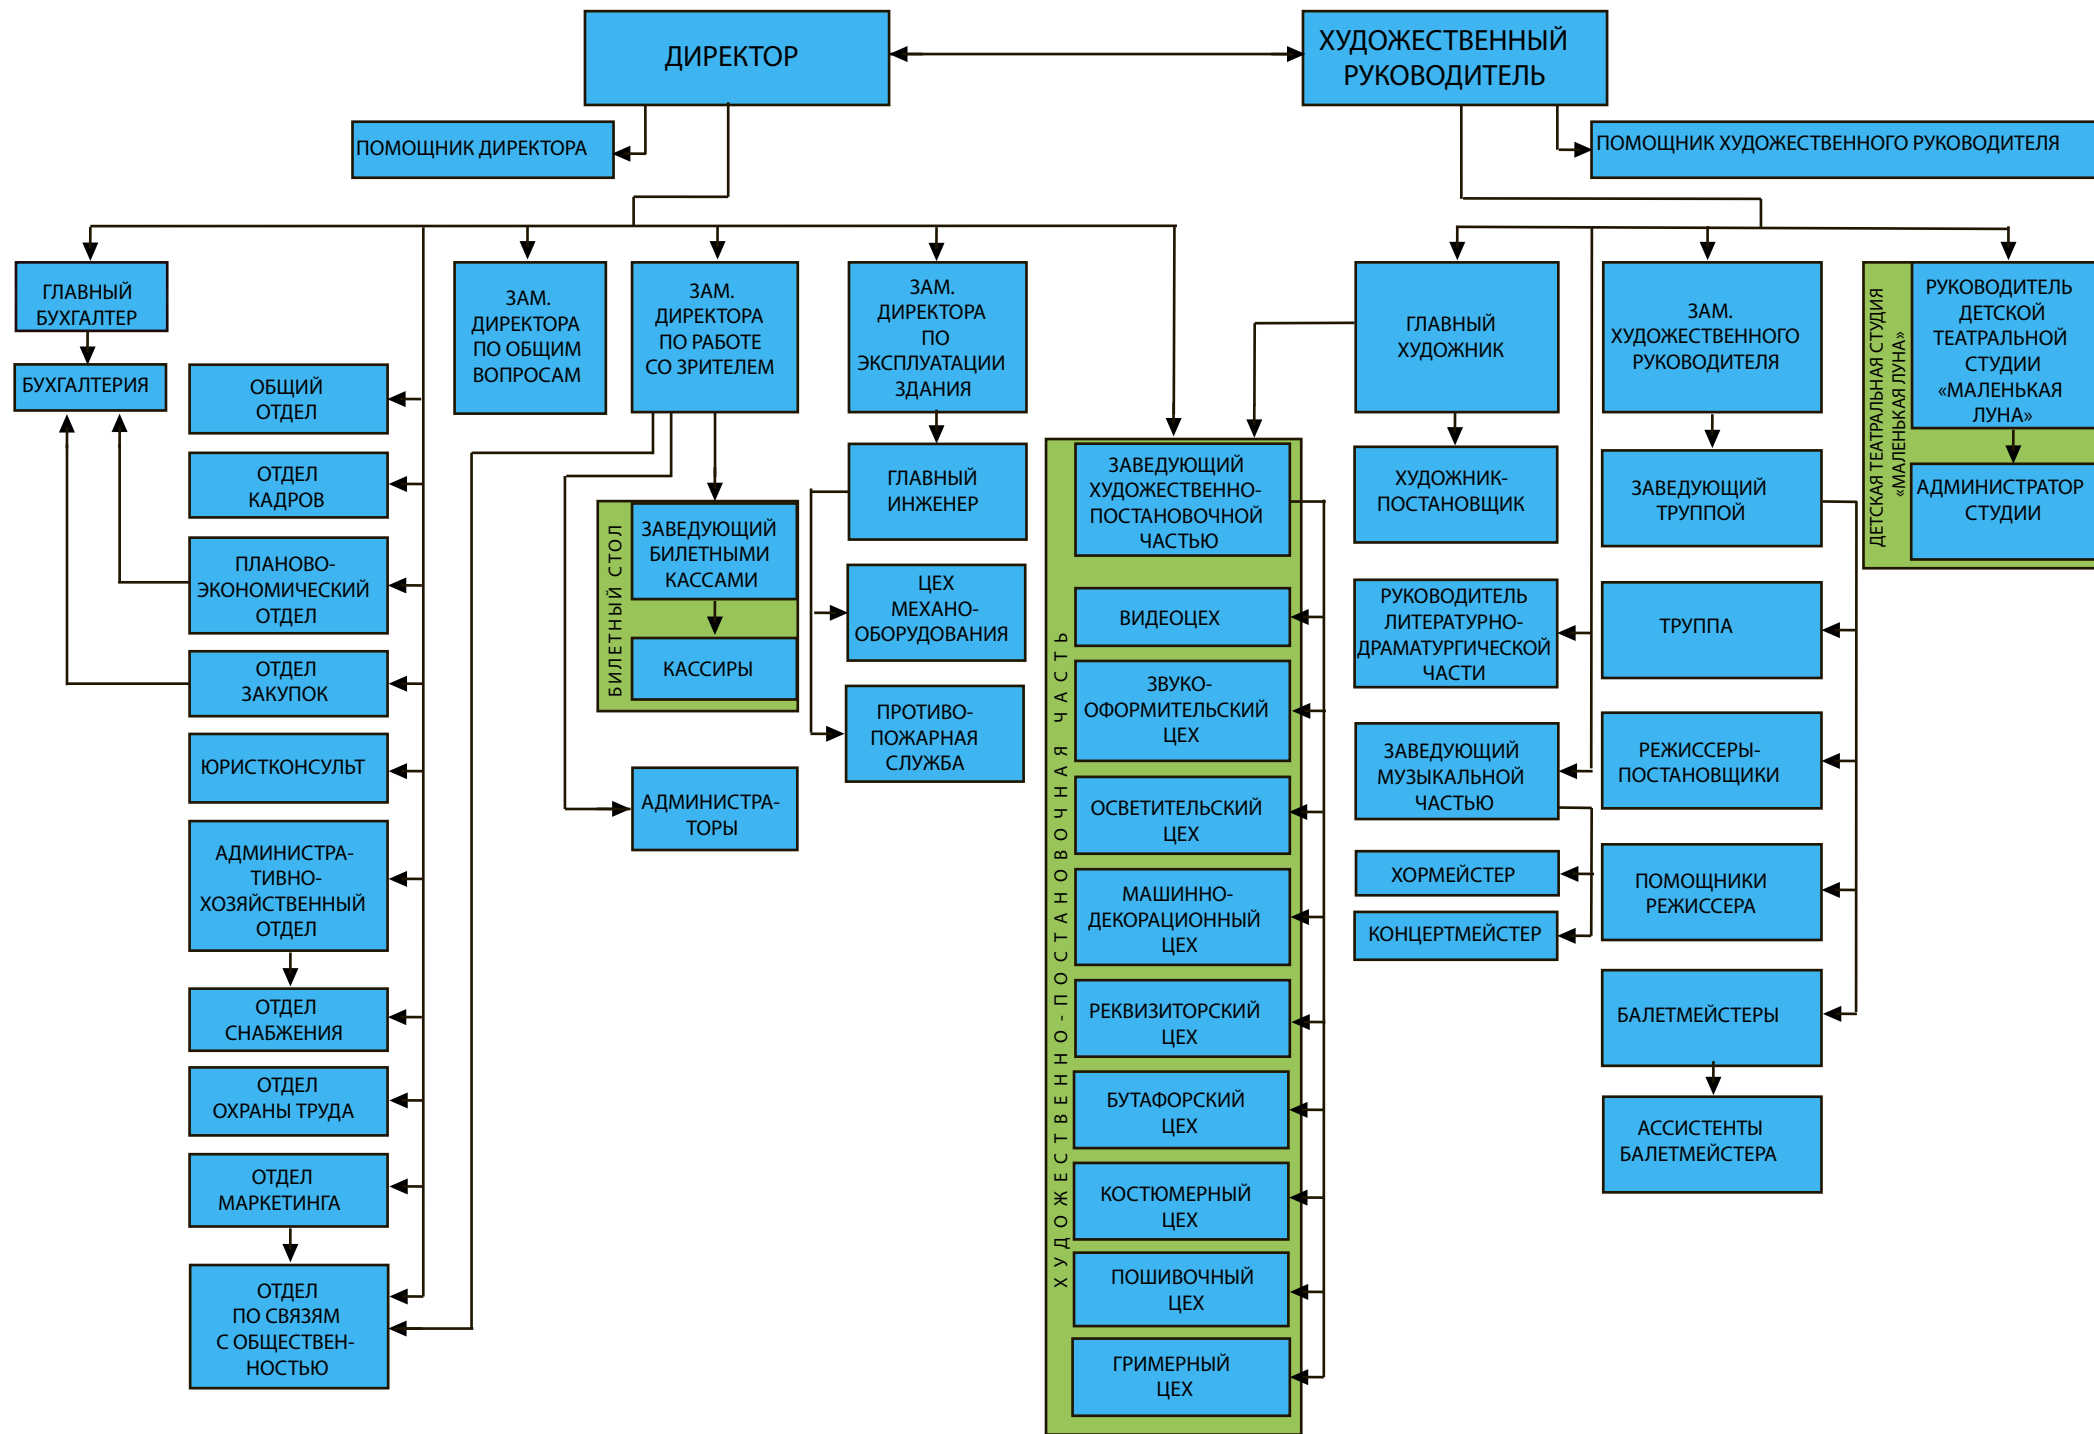 ДИРЕКТОР
ХУДОЖЕСТВЕННЫЙ
РУКОВОДИТЕЛЬ
ПОМОЩНИК ДИРЕКТОРА
ПОМОЩНИК ХУДОЖЕСТВЕННОГО РУКОВОДИТЕЛЯ
ГЛАВНЫЙ
БУХГАЛТЕР
БУХГАЛТЕРИЯ
ОБЩИЙ
ОТДЕЛ
ОТДЕЛ
КАДРОВ
ПЛАНОВО-
ЭКОНОМИЧЕСКИЙ
ОТДЕЛ
ОТДЕЛ
ЗАКУПОК
ЮРИСТКОНСУЛЬТ
АДМИНИСТРА-
ТИВНО-
ХОЗЯЙСТВЕННЫЙ
ОТДЕЛ
ОТДЕЛ
СНАБЖЕНИЯ
ОТДЕЛ
ОХРАНЫ ТРУДА
ОТДЕЛ
МАРКЕТИНГА
ОТДЕЛ
ПО СВЯЗЯМ
С ОБЩЕСТВЕН-
НОСТЬЮ
ЗАМ.
ДИРЕКТОРА
ПО ОБЩИМ
ВОПРОСАМ
ЗАМ.
ДИРЕКТОРА
ПО РАБОТЕ
СО ЗРИТЕЛЕМ
БИЛЕТНЫЙ СТОЛ
ЗАВЕДУЮЩИЙ
БИЛЕТНЫМИ
КАССАМИ
КАССИРЫ
АДМИНИСТРА-
ТОРЫ
ЗАМ.
ДИРЕКТОРА
ПО
ЭКСПЛУАТАЦИИ
ЗДАНИЯ
ГЛАВНЫЙ
ИНЖЕНЕР
ЦЕХ
МЕХАНО-
ОБОРУДОВАНИЯ
ПРОТИВО-
ПОЖАРНАЯ
СЛУЖБА
ХУДОЖЕСТВЕННО-ПОСТАНОВОЧНАЯ ЧАСТЬ
ЗАВЕДУЮЩИЙ
ХУДОЖЕСТВЕННО-
ПОСТАНОВОЧНОЙ
ЧАСТЬЮ
ВИДЕОЦЕХ
ЗВУКО-
ОФОРМИТЕЛЬСКИЙ
ЦЕХ
ОСВЕТИТЕЛЬСКИЙ
ЦЕХ
МАШИННО-
ДЕКОРАЦИОННЫЙ
ЦЕХ
РЕКВИЗИТОРСКИЙ
ЦЕХ
БУТАФОРСКИЙ
ЦЕХ
КОСТЮМЕРНЫЙ
ЦЕХ
ПОШИВОЧНЫЙ
ЦЕХ
ГРИМЕРНЫЙ
ЦЕХ
ГЛАВНЫЙ
ХУДОЖНИК
ХУДОЖНИК-
ПОСТАНОВЩИК
РУКОВОДИТЕЛЬ
ЛИТЕРАТУРНО-
ДРАМАТУРГИЧЕСКОЙ
ЧАСТИ
ЗАВЕДУЮЩИЙ
МУЗЫКАЛЬНОЙ
ЧАСТЬЮ
ХОРМЕЙСТЕР
КОНЦЕРТМЕЙСТЕР
ЗАМ.
ХУДОЖЕСТВЕННОГО
РУКОВОДИТЕЛЯ
ЗАВЕДУЮЩИЙ
ТРУППОЙ
ТРУППА
РЕЖИССЕРЫ-
ПОСТАНОВЩИКИ
ПОМОЩНИКИ
РЕЖИССЕРА
БАЛЕТМЕЙСТЕРЫ
АССИСТЕНТЫ
БАЛЕТМЕЙСТЕРА
ДЕТСКАЯ ТЕАТРАЛЬНАЯ СТУДИЯ
«МАЛЕНЬКАЯ ЛУНА»
РУКОВОДИТЕЛЬ
ДЕТСКОЙ
ТЕАТРАЛЬНОЙ
СТУДИИ
«МАЛЕНЬКАЯ
ЛУНА»
АДМИНИСТРАТОР
СТУДИИ